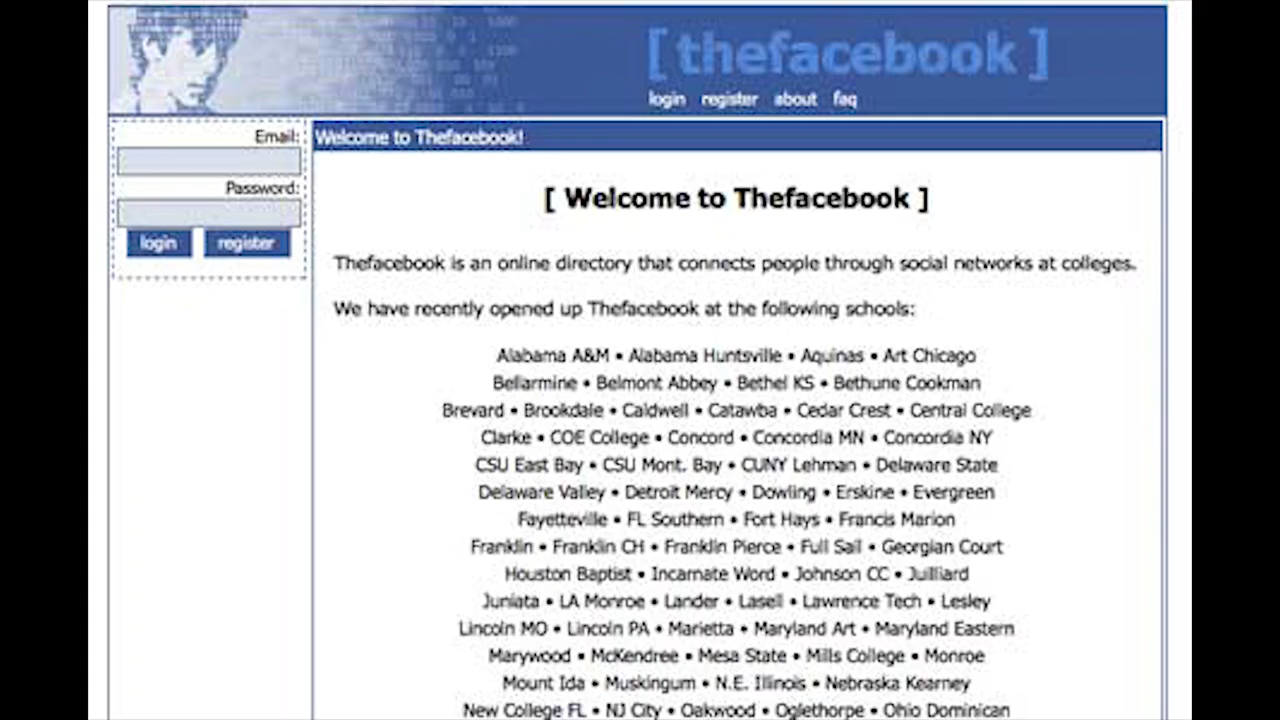 [ thefacebook ]
login register about faq
Email:
Password:
login register
Welcome to Thefacebook!
[ Welcome to Thefacebook ]
Thefacebook is an online directory that connects people through social networks at colleges.
We have recently opened up Thefacebook at the following schools:
Alabama A&M • Alabama Huntsville • Aquinas • Art Chicago
Bellarmine • Belmont Abbey • Bethel KS • Bethune Cookman
Brevard • Brookdale • Caldwell • Catawba • Cedar Crest • Central College
Clarke • COE College • Concord • Concordia MN • Concordia NY
CSU East Bay • CSU Mont. Bay • CUNY Lehman • Delaware State
Delaware Valley • Detroit Mercy • Dowling • Erskine • Evergreen
Fayetteville • FL Southern • Fort Hays • Francis Marion
Franklin • Franklin CH • Franklin Pierce • Full Sail • Georgian Court
Houston Baptist • Incarnate Word • Johnson CC • Juilliard
Juniata • LA Monroe • Lander • Lasell • Lawrence Tech • Lesley
Lincoln MO • Lincoln PA • Marietta • Maryland Art • Maryland Eastern
Marywood • McKendree • Mesa State • Mills College • Monroe
Mount Ida • Muskingum • N.E. Illinois • Nebraska Kearney
New College FL • NJ City • Oakwood • Oglethorpe • Ohio Dominican